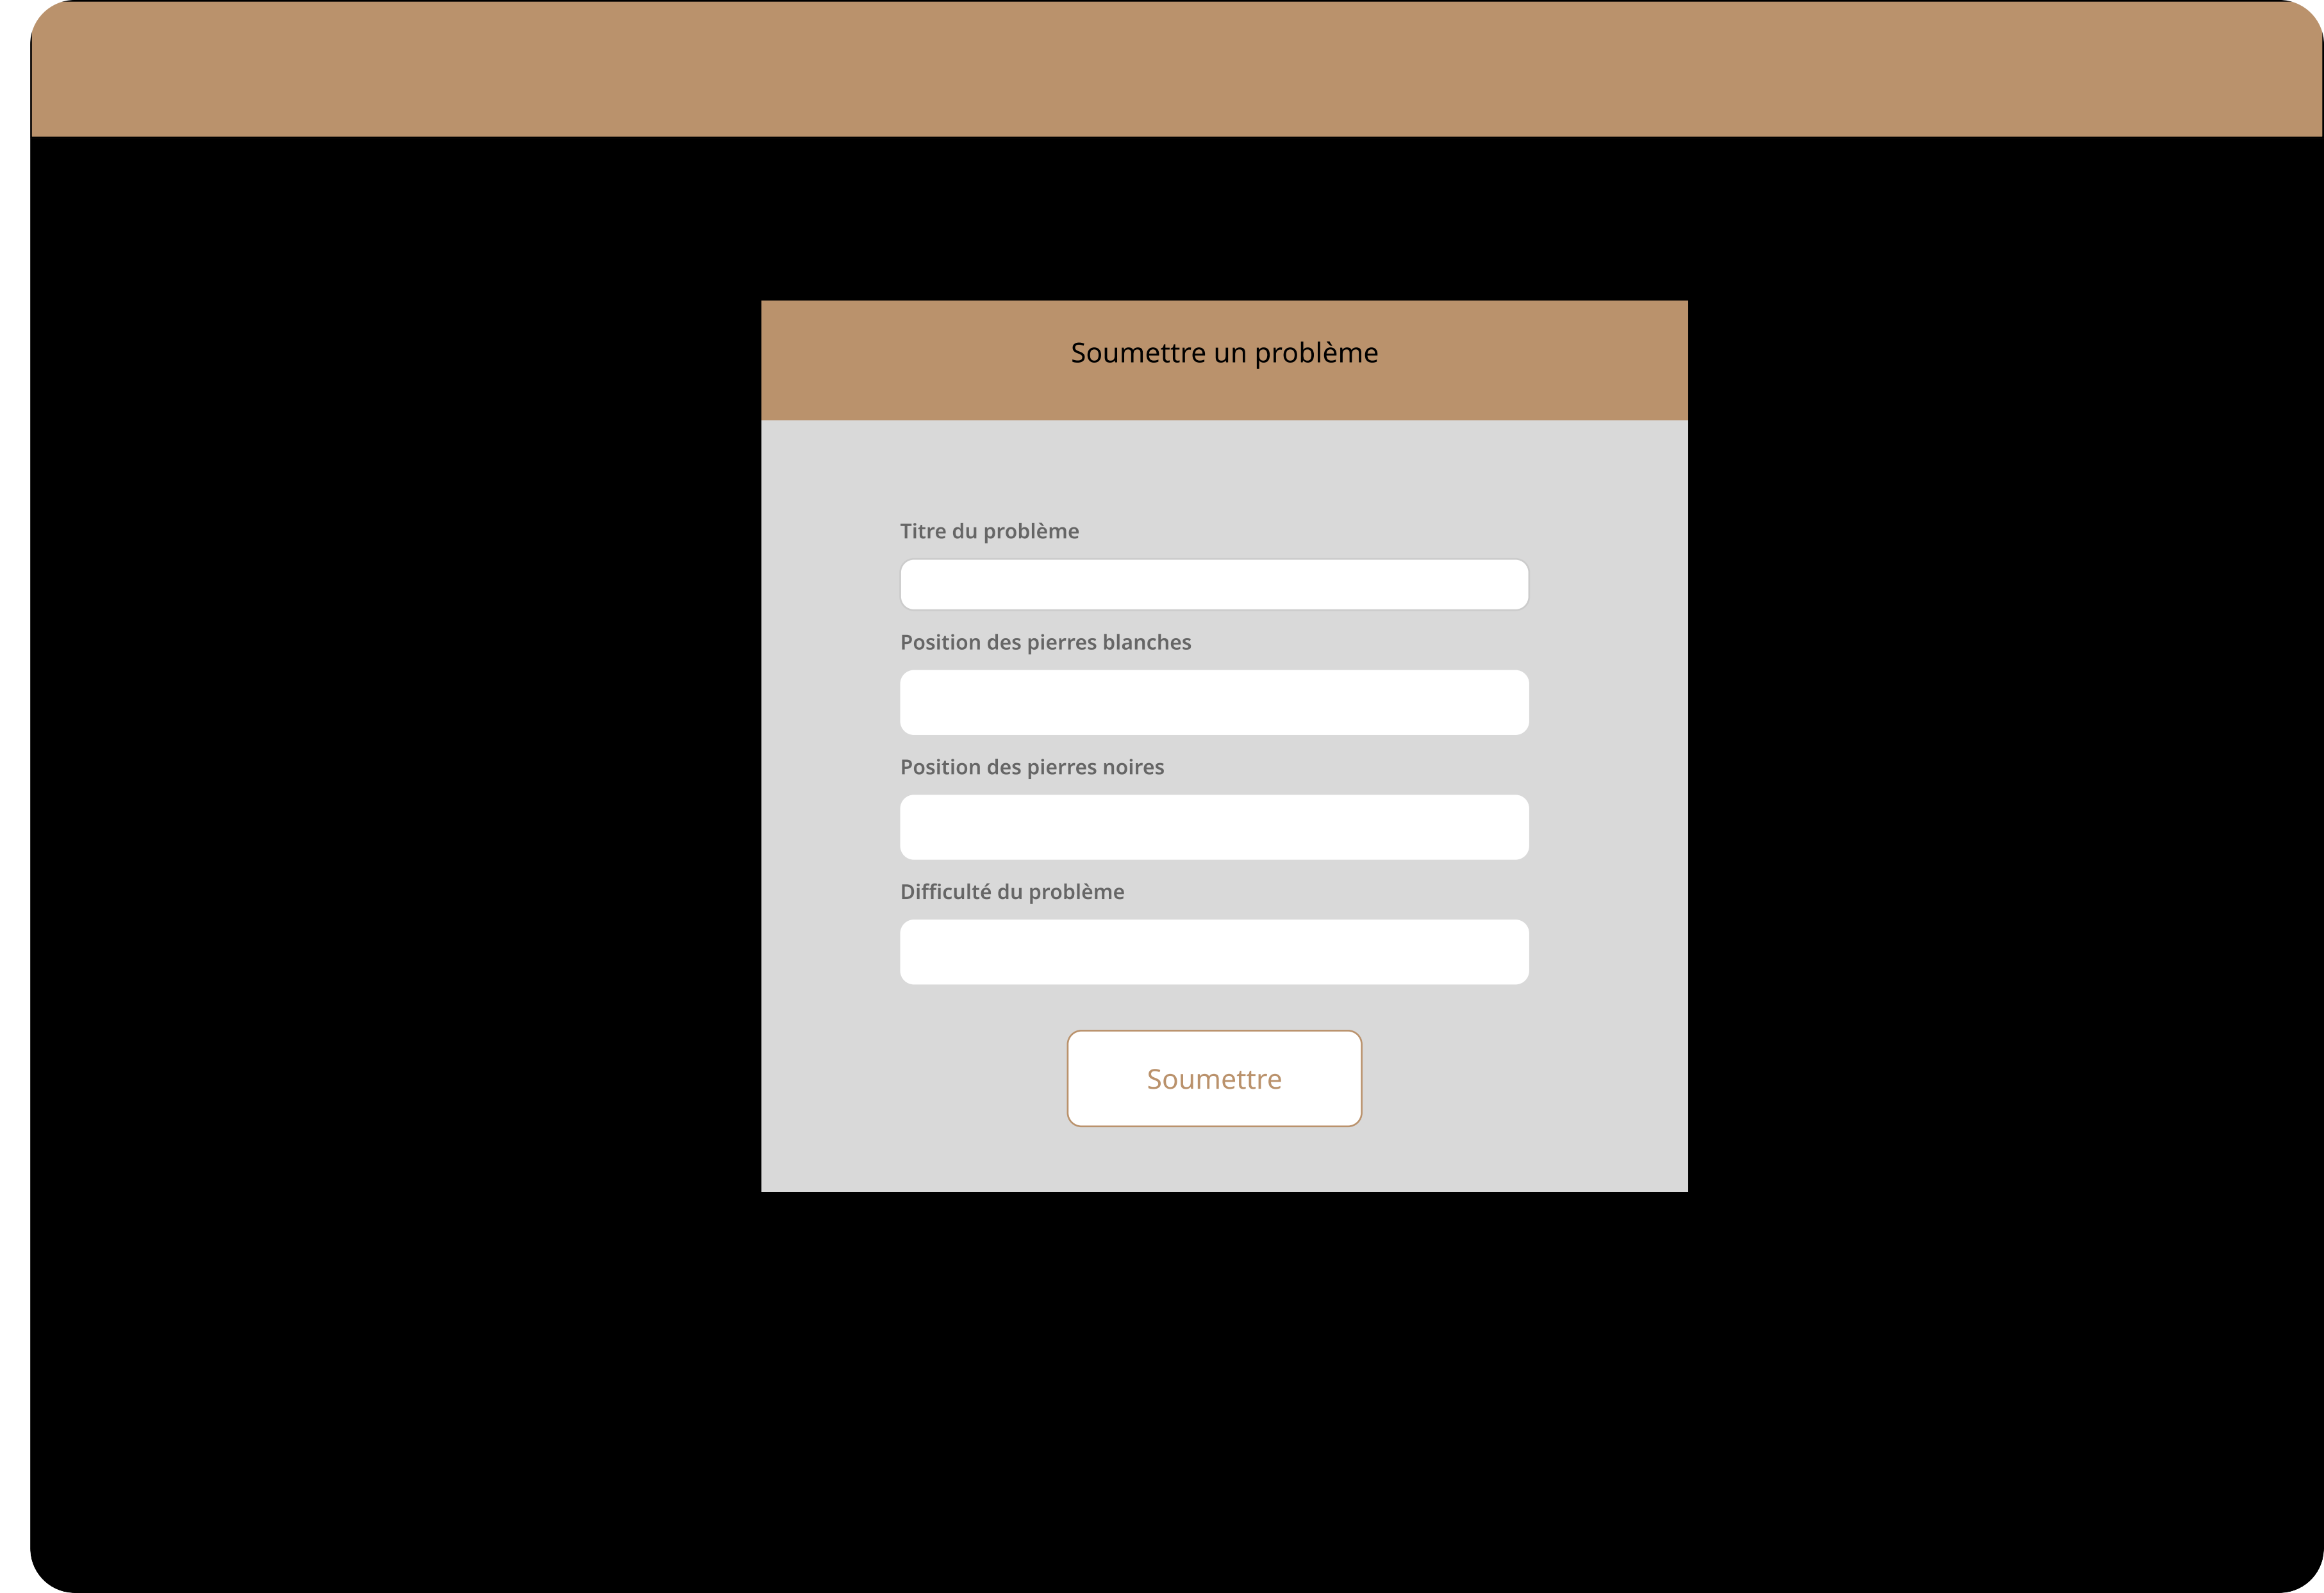 Soumettre un problème
Titre du problème
Position des pierres blanches
Position des pierres noires
Difficulté du problème
Soumettre